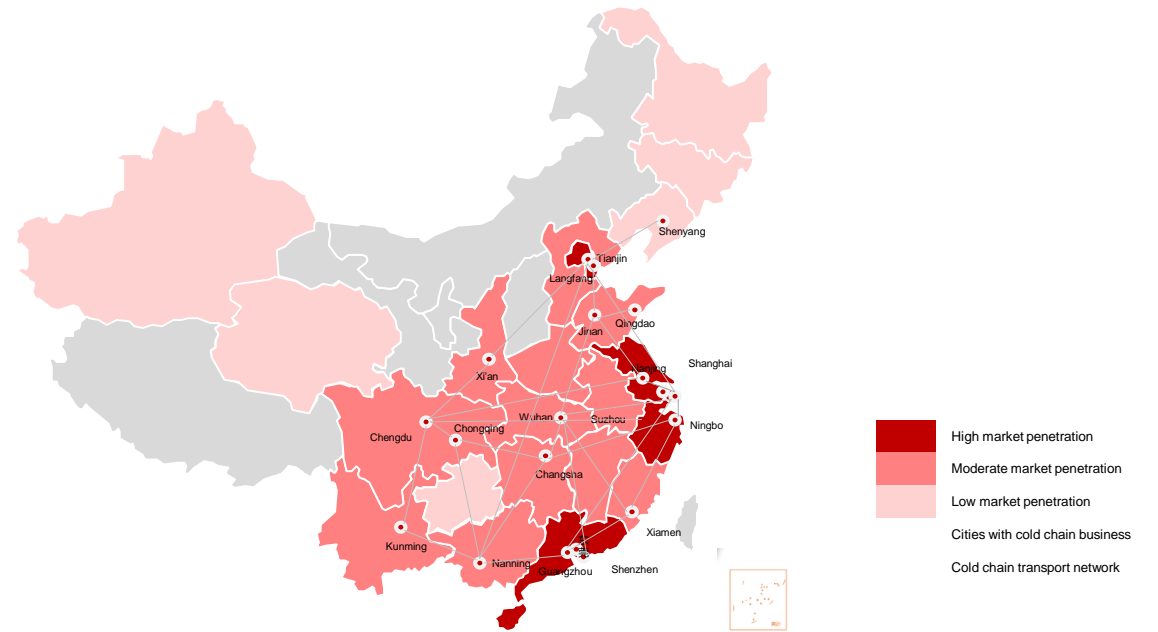 Shenyang
Tianjin
Langfang
Qingdao
Jinan
Shanghai
Nanjing
Xi'an
Wuhan
Suzhou
Ningbo
Chengdu
Chongqing
Changsha
Xiamen
Kunming
Nanning
Guangzhou
Shenzhen
High market penetration
Moderate market penetration
Low market penetration
Cities with cold chain business
Cold chain transport network